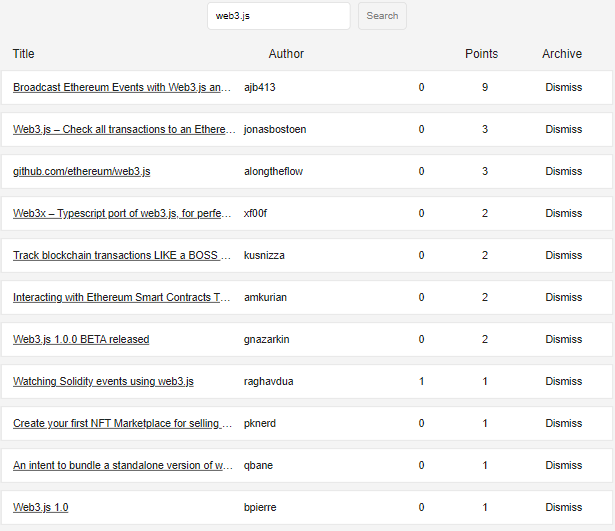 web3.js Search
Title Author Points Archive
Broadcast Ethereum Events with Web3.js an... ajb413 0 9 Dismiss
Web3.js – Check all transactions to an Ethere... jonasbostoen 0 3 Dismiss
github.com/ethereum/web3.js alongtheflow 0 3 Dismiss
Web3x – Typescript port of web3.js, for perfe... xf00f 0 2 Dismiss
Track blockchain transactions LIKE a BOSS ... kusnizza 0 2 Dismiss
Interacting with Ethereum Smart Contracts T... amkurian 0 2 Dismiss
Web3.js 1.0.0 BETA released gnazarkin 0 2 Dismiss
Watching Solidity events using web3.js raghavdua 1 1 Dismiss
Create your first NFT Marketplace for selling ... pknerd 0 1 Dismiss
An intent to bundle a standalone version of w... qbane 0 1 Dismiss
Web3.js 1.0 bpierre 0 1 Dismiss